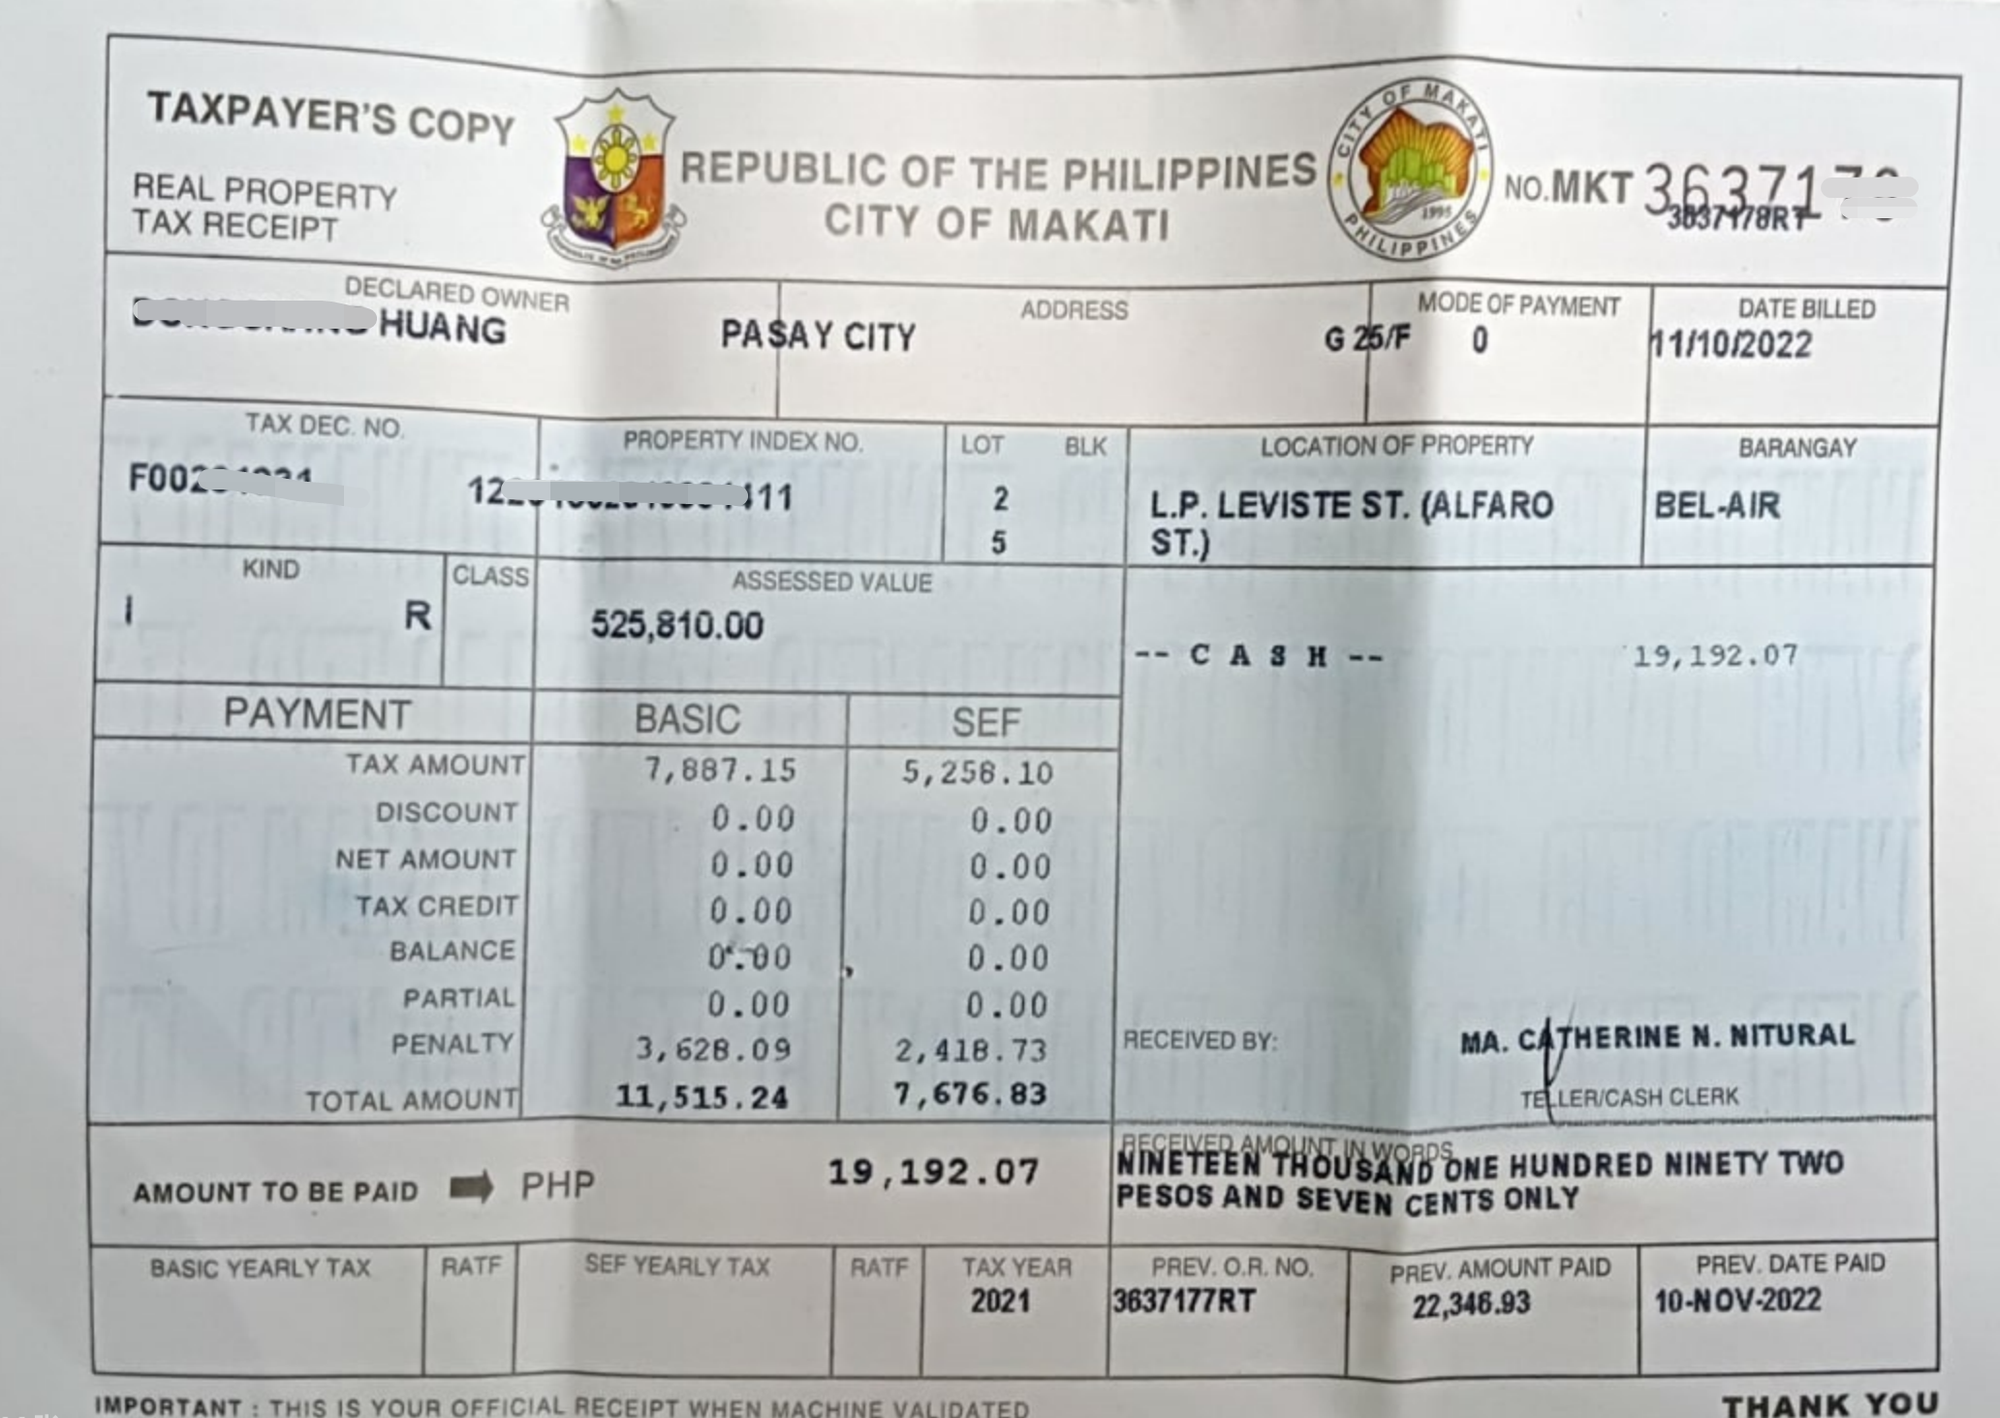 TAXPAYER'S COPY
REAL PROPERTY
TAX RECEIPT
REPUBLIC OF THE PHILIPPINES
CITY OF MAKATI
CITY OF MAKATI
1995
PHILIPPINES
NO.MKT 36371
3637178RT
DECLARED OWNER
HUANG
ADDRESS
PASAY CITY
G 25/F
MODE OF PAYMENT
0
DATE BILLED
11/10/2022
TAX DEC. NO.
F002
PROPERTY INDEX NO.
LOT BLK
2
5
LOCATION OF PROPERTY
L.P. LEVISTE ST. (ALFARO
ST.)
BARANGAY
BEL-AIR
KIND
I R
CLASS
ASSESSED VALUE
525,810.00
-- C A S H -- 19,192.07
PAYMENT BASIC SEF
TAX AMOUNT 7,887.15 5,258.10
DISCOUNT 0.00 0.00
NET AMOUNT 0.00 0.00
TAX CREDIT 0.00 0.00
BALANCE 0.00 0.00
PARTIAL 0.00 0.00
PENALTY 3,628.09 2,418.73
TOTAL AMOUNT 11,515.24 7,676.83
RECEIVED BY: MA. CATHERINE N. NITURAL
TELLER/CASH CLERK
AMOUNT TO BE PAID PHP 19,192.07
RECEIVED AMOUNT IN WORDS
NINETEEN THOUSAND ONE HUNDRED NINETY TWO
PESOS AND SEVEN CENTS ONLY
BASIC YEARLY TAX
RATF
SEF YEARLY TAX
RATF
TAX YEAR
2021
PREV. O.R. NO.
3637177RT
PREV. AMOUNT PAID
22,346.93
PREV. DATE PAID
10-NOV-2022
IMPORTANT : THIS IS YOUR OFFICIAL RECEIPT WHEN MACHINE VALIDATED
THANK YOU